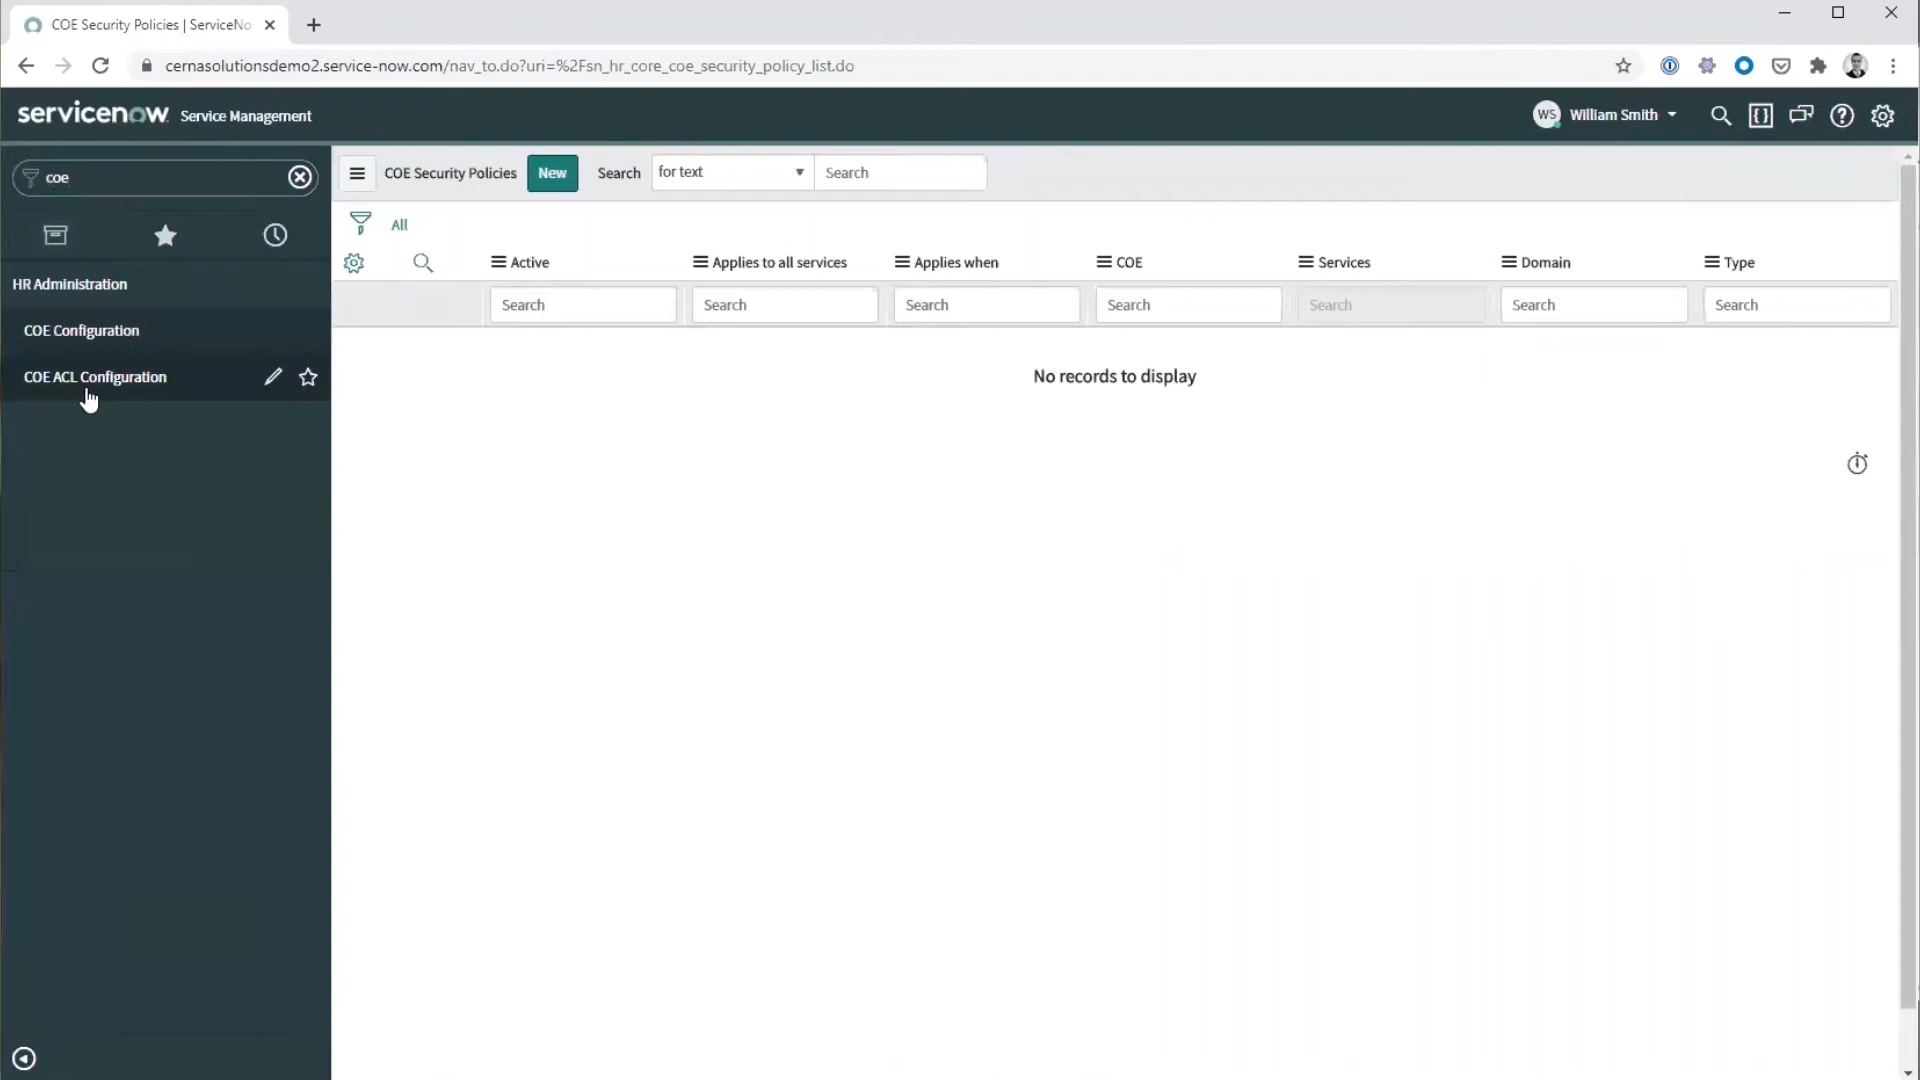 COE Security Policies | ServiceNo
cernasolutionsdemo2.service-now.com/nav_to.do?uri=%2Fsn_hr_core_coe_security_policy_list.do
servicenow Service Management
WS William Smith
coe
COE Security Policies New Search for text Search
All
HR Administration
COE Configuration
COE ACL Configuration
Active Applies to all services Applies when COE Services Domain Type
Search Search Search Search Search Search Search
No records to display